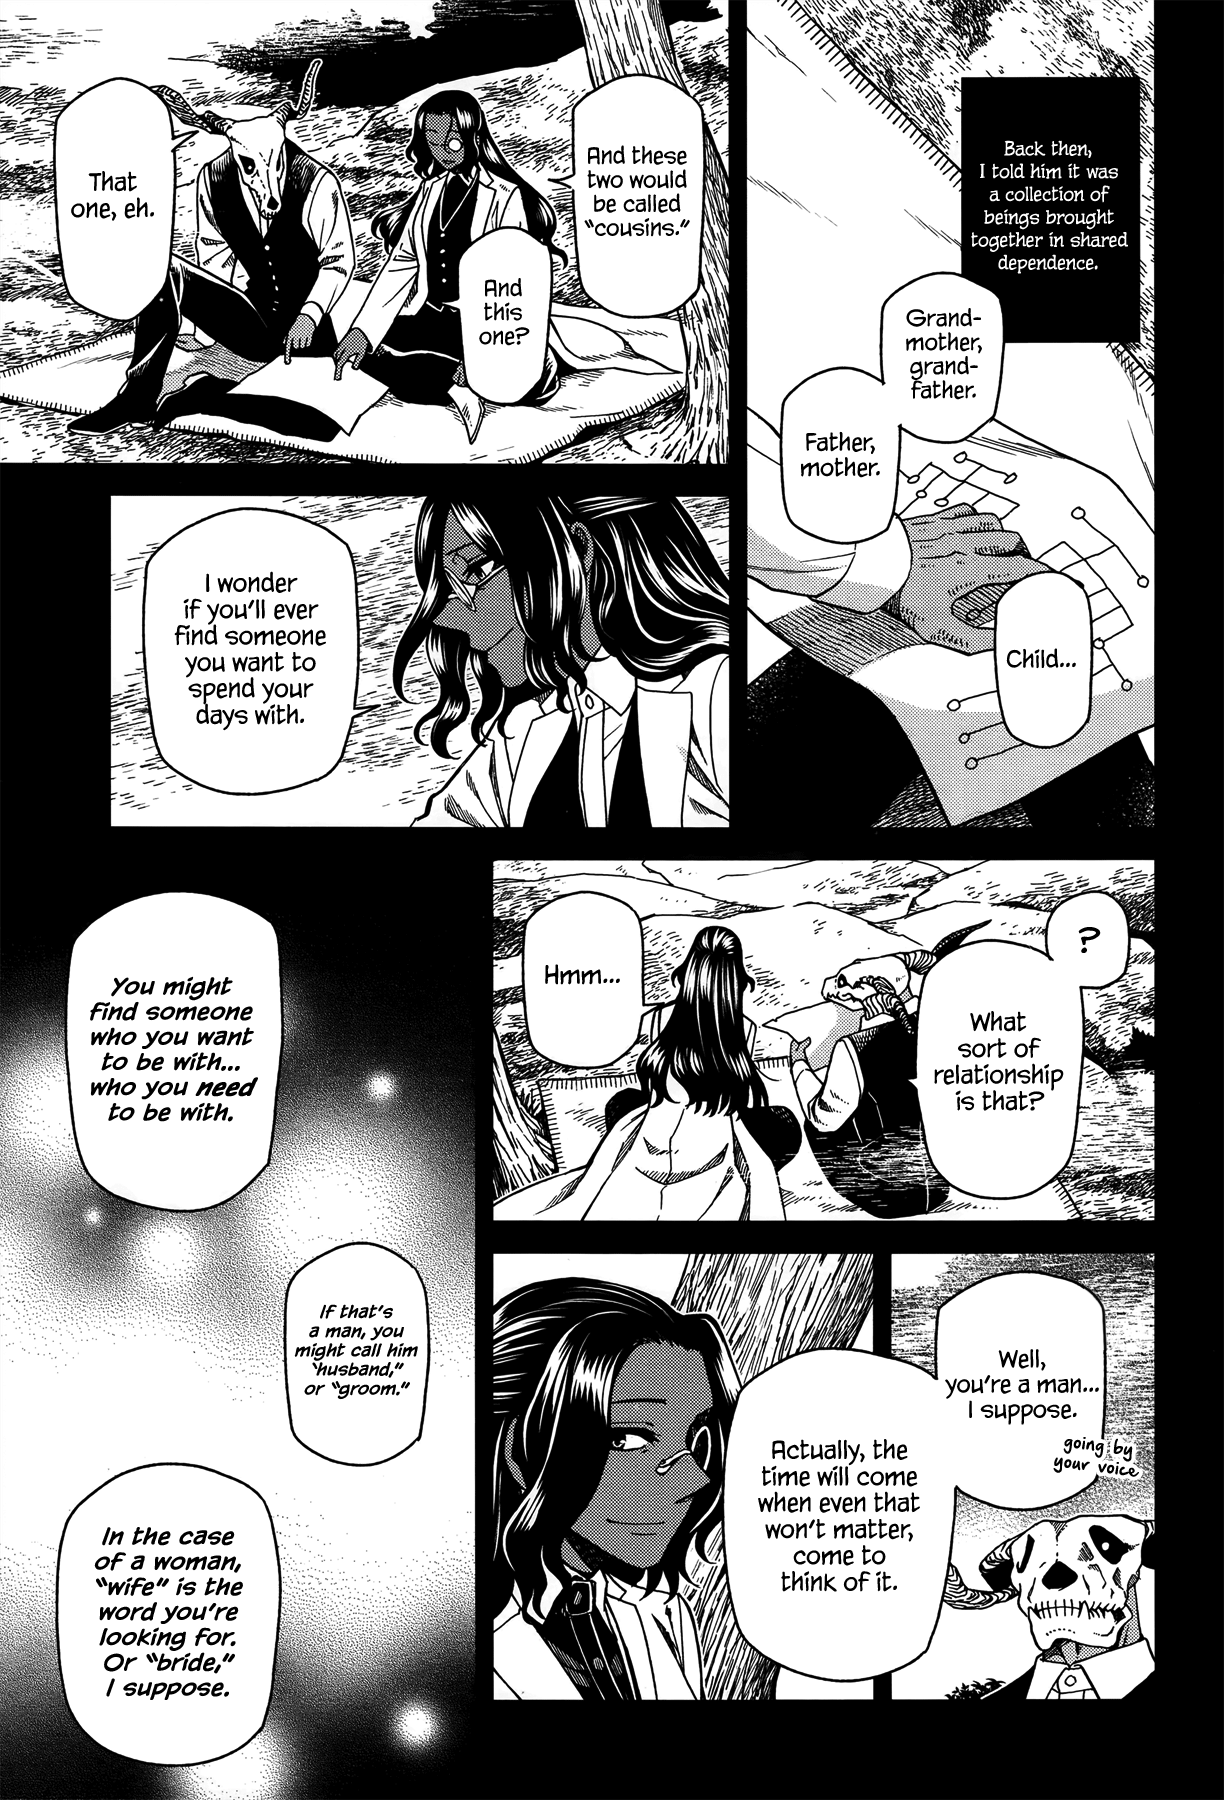 Back then,
I told him it was
a collection of
beings brought
together in shared
dependence.
Grand-
mother,
grand-
father.
Father,
mother.
Child...
And these
two would
be called
"cousins."
And
this
one?
That
one, eh.
I wonder
if you'll ever
find someone
you want to
spend your
days with.
?
What
sort of
relationship
is that?
Hmm...
Well,
you're a man...
I suppose.
going by
your voice
Actually, the
time will come
when even that
won't matter,
come to
think of it.
You might
find someone
who you want
to be with...
who you need
to be with.
If that's
a man, you
might call him
"husband,"
or "groom."
In the case
of a woman,
"wife" is the
word you're
looking for.
Or "bride,"
I suppose.